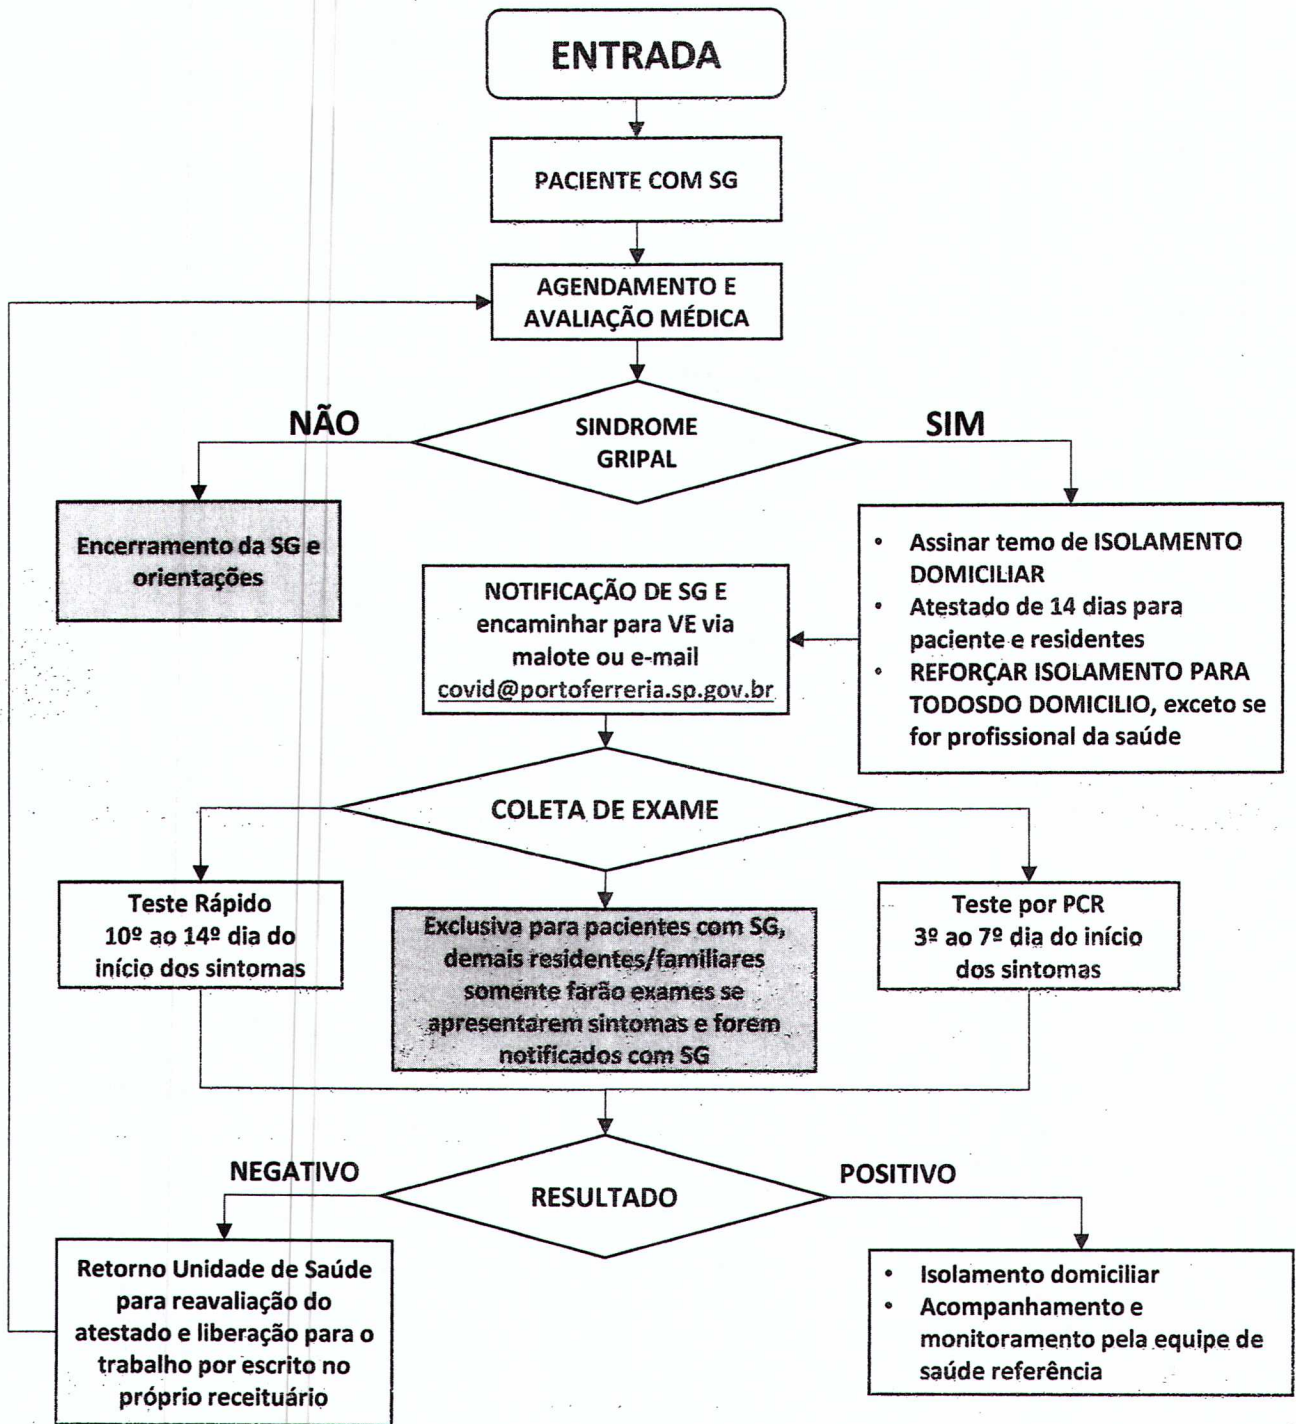 ENTRADA
PACIENTE COM SG
AGENDAMENTO E
AVALIAÇÃO MÉDICA
NÃO
SINDROME
GRIPAL
SIM
Encerramento da SG e
orientações
• Assinar temo de ISOLAMENTO
DOMICILIAR
• Atestado de 14 dias para
paciente e residentes
• REFORÇAR ISOLAMENTO PARA
TODOSDO DOMICILIO, exceto se
for profissional da saúde
NOTIFICAÇÃO DE SG E
encaminhar para VE via
malote ou e-mail
covid@portoferreria.sp.gov.br
COLETA DE EXAME
Teste Rápido
10º ao 14º dia do
início dos sintomas
Exclusiva para pacientes com SG,
demais residentes/familiares
somente farão exames se
apresentarem sintomas e forem
notificados com SG
Teste por PCR
3º ao 7º dia do início
dos sintomas
NEGATIVO
RESULTADO
POSITIVO
Retorno Unidade de Saúde
para reavaliação do
atestado e liberação para o
trabalho por escrito no
próprio receituário
• Isolamento domiciliar
• Acompanhamento e
monitoramento pela equipe de
saúde referência